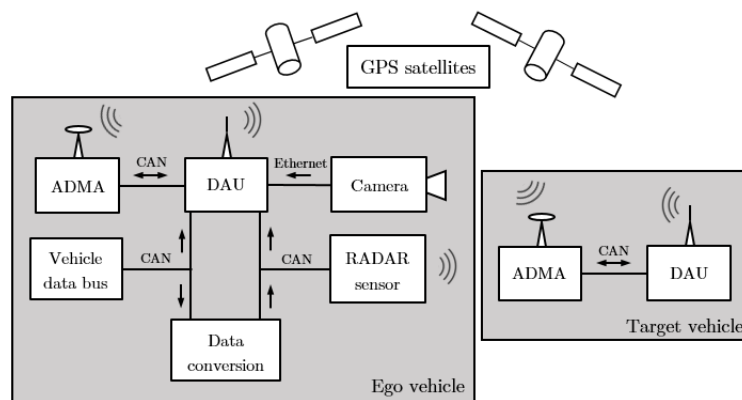 GPS satellites
CAN
Ethernet
ADMA
DAU
Camera
Vehicle
data bus
CAN
CAN
RADAR
sensor
Data
conversion
Ego vehicle
CAN
ADMA
DAU
Target vehicle